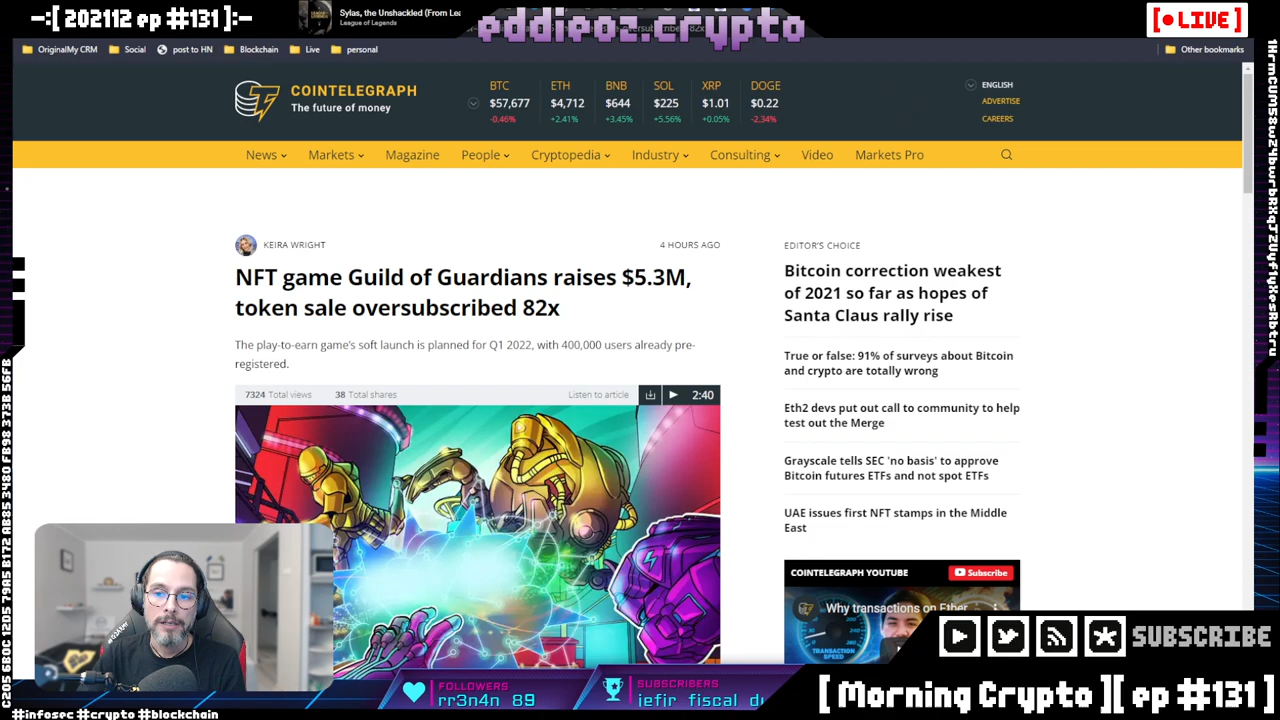 -:[ 202112 ep #131 ]:-
Sylas, the Unshackled (From Lea
League of Legends
eddieoz.crypto
[ LIVE ]
OriginalMy CRM
Social
post to HN
Blockchain
Live
personal
Other bookmarks
COINTELEGRAPH
The future of money
BTC ETH BNB SOL XRP DOGE
$57,677 $4,712 $644 $225 $1.01 $0.22
-0.46% +2.41% +3.45% +5.56% +0.05% -2.34%
ENGLISH
ADVERTISE
CAREERS
News Markets Magazine People Cryptopedia Industry Consulting Video Markets Pro
KEIRA WRIGHT
4 HOURS AGO
NFT game Guild of Guardians raises $5.3M,
token sale oversubscribed 82x
The play-to-earn game's soft launch is planned for Q1 2022, with 400,000 users already pre-
registered.
7324 Total views 38 Total shares Listen to article 2:40
EDITOR'S CHOICE
Bitcoin correction weakest
of 2021 so far as hopes of
Santa Claus rally rise
True or false: 91% of surveys about Bitcoin
and crypto are totally wrong
Eth2 devs put out call to community to help
test out the Merge
Grayscale tells SEC 'no basis' to approve
Bitcoin futures ETFs and not spot ETFs
UAE issues first NFT stamps in the Middle
East
COINTELEGRAPH YOUTUBE
Subscribe
Why transactions on Ether
TRANSACTION
SPEED
SUBSCRIBE
FOLLOWERS
rr3n4n 89
SUBSCRIBERS
iefir_fiscal_du
[ Morning Crypto ][ ep #131 ]
#infosec #crypto #blockchain